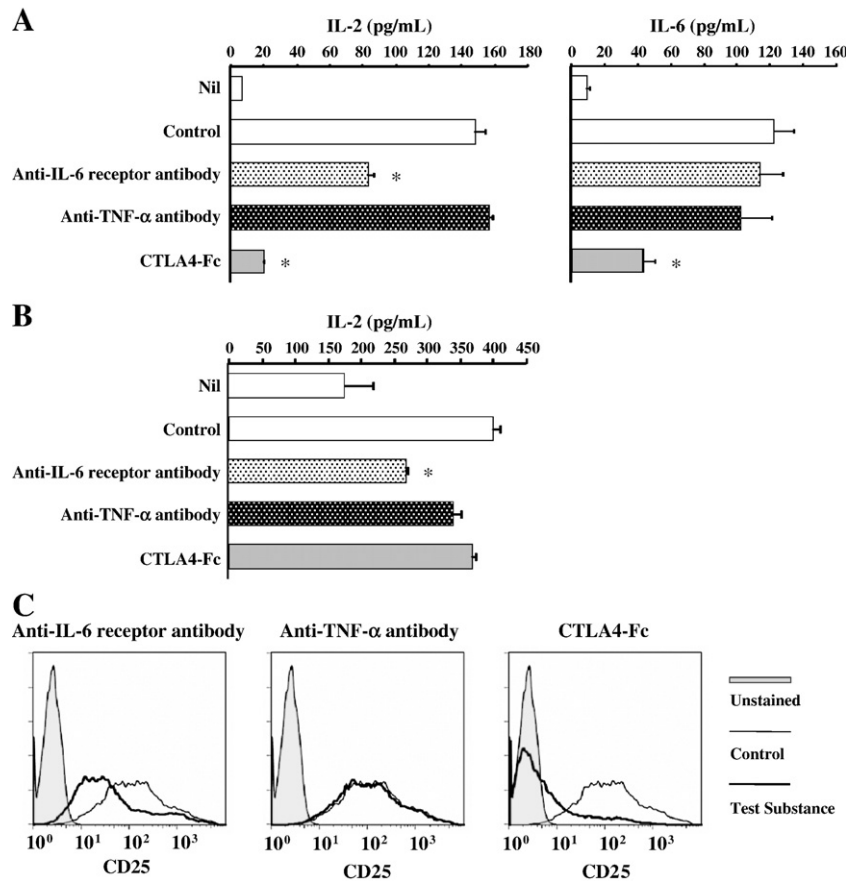 A
IL-2 (pg/mL)
IL-6 (pg/mL)
0 20 40 60 80 100 120 140 160 180
0 20 40 60 80 100 120 140 160
Nil
Control
Anti-IL-6 receptor antibody
*
Anti-TNF-α antibody
CTLA4-Fc
*
*
B
IL-2 (pg/mL)
0 50 100 150 200 250 300 350 400 450
Nil
Control
Anti-IL-6 receptor antibody
*
Anti-TNF-α antibody
CTLA4-Fc
C
Anti-IL-6 receptor antibody
Anti-TNF-α antibody
CTLA4-Fc
10⁰ 10¹ 10² 10³
CD25
10⁰ 10¹ 10² 10³
CD25
10⁰ 10¹ 10² 10³
CD25
Unstained
Control
Test Substance